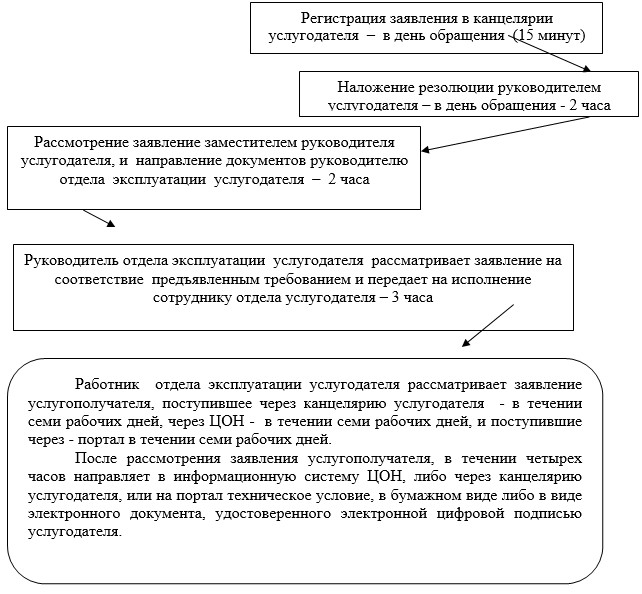 Регистрация заявления в канцелярии
услугодателя – в день обращения (15 минут)
Наложение резолюции руководителем
услугодателя – в день обращения - 2 часа
Рассмотрение заявление заместителем руководителя
услугодателя, и направление документов руководителю
отдела эксплуатации услугодателя – 2 часа
Руководитель отдела эксплуатации услугодателя рассматривает заявление на
соответствие предъявленным требованием и передает на исполнение
сотруднику отдела услугодателя – 3 часа
Работник отдела эксплуатации услугодателя рассматривает заявление
услугополучателя, поступившее через канцелярию услугодателя - в течении
семи рабочих дней, через ЦОН - в течении семи рабочих дней, и поступившие
через - портал в течении семи рабочих дней.
После рассмотрения заявления услугополучателя, в течении четырех
часов направляет в информационную систему ЦОН, либо через канцелярию
услугодателя, или на портал техническое условие, в бумажном виде либо в виде
электронного документа, удостоверенного электронной цифровой подписью
услугодателя.